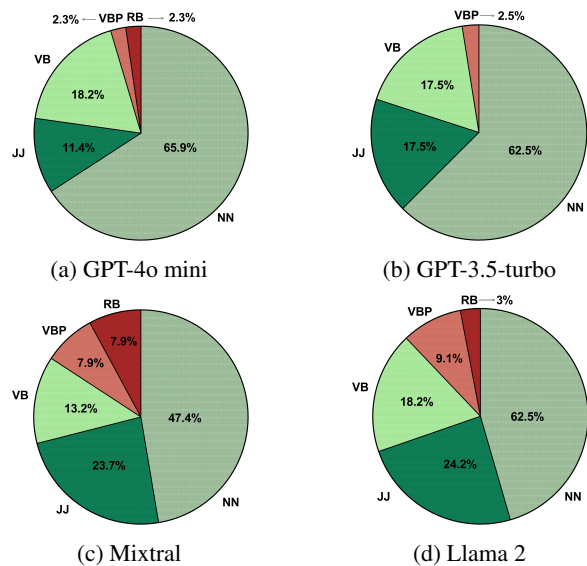 2.3% VBP RB 2.3%
VB
18.2%
11.4%
65.9%
JJ
NN
(a) GPT-4o mini
VBP 2.5%
VB
17.5%
17.5%
62.5%
JJ
NN
(b) GPT-3.5-turbo
RB
VBP
7.9%
7.9%
VB
13.2%
47.4%
23.7%
JJ
NN
(c) Mixtral
RB 3%
VBP
9.1%
VB
18.2%
62.5%
24.2%
JJ
NN
(d) Llama 2